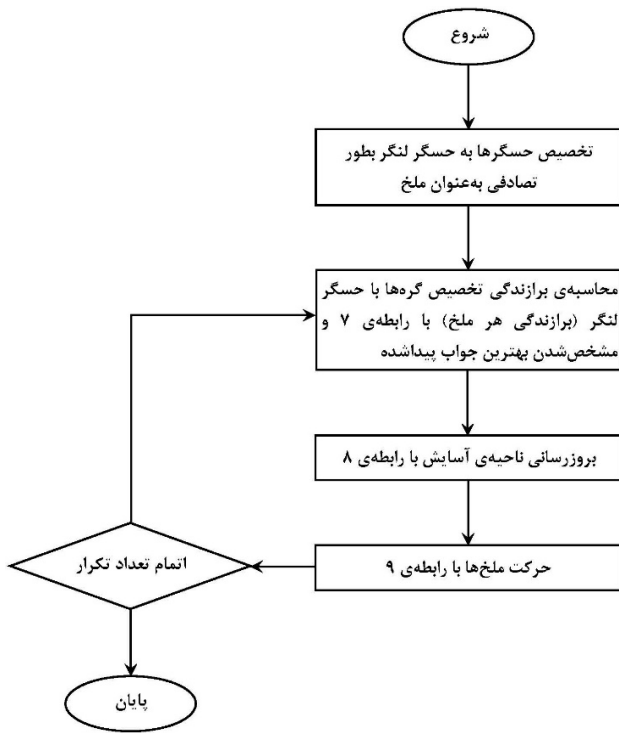 شروع
تخصیص حسگرها به حسگر لنگر بطور
تصادفی به‌عنوان ملخ
محاسبه‌ی برازندگی تخصیص گره‌ها با حسگر
لنگر (برازندگی هر ملخ) با رابطه‌ی ۷ و
مشخص‌شدن بهترین جواب پیداشده
بروزرسانی ناحیه‌ی آسایش با رابطه‌ی ۸
حرکت ملخ‌ها با رابطه‌ی ۹
اتمام تعداد تکرار
پایان